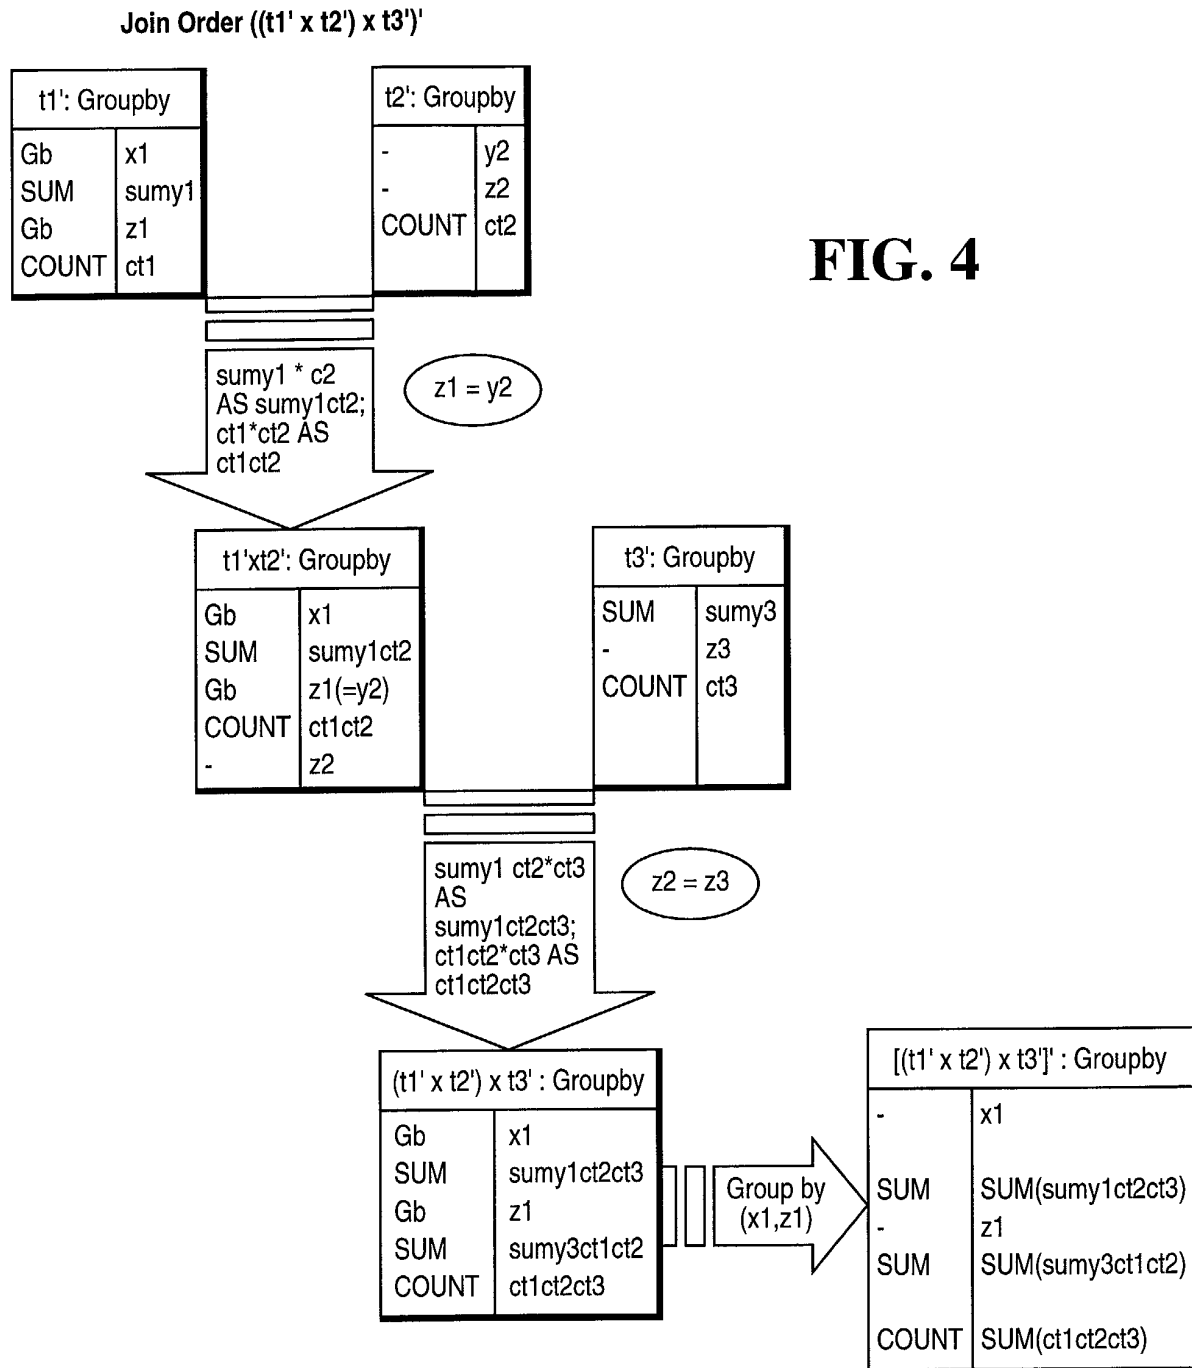 Join Order ((t1' x t2') x t3')'
t1': Groupby
Gb x1
SUM sumy1
Gb z1
COUNT ct1
t2': Groupby
- y2
- z2
COUNT ct2
FIG. 4
sumy1 * c2
AS sumy1ct2;
ct1*ct2 AS
ct1ct2
z1 = y2
t1'xt2': Groupby
Gb x1
SUM sumy1ct2
Gb z1(=y2)
COUNT ct1ct2
- z2
t3': Groupby
SUM sumy3
- z3
COUNT ct3
sumy1 ct2*ct3
AS
sumy1ct2ct3;
ct1ct2*ct3 AS
ct1ct2ct3
z2 = z3
(t1' x t2') x t3' : Groupby
Gb x1
SUM sumy1ct2ct3
Gb z1
SUM sumy3ct1ct2
COUNT ct1ct2ct3
Group by
(x1,z1)
[(t1' x t2') x t3']' : Groupby
- x1
SUM SUM(sumy1ct2ct3)
- z1
SUM SUM(sumy3ct1ct2)
COUNT SUM(ct1ct2ct3)